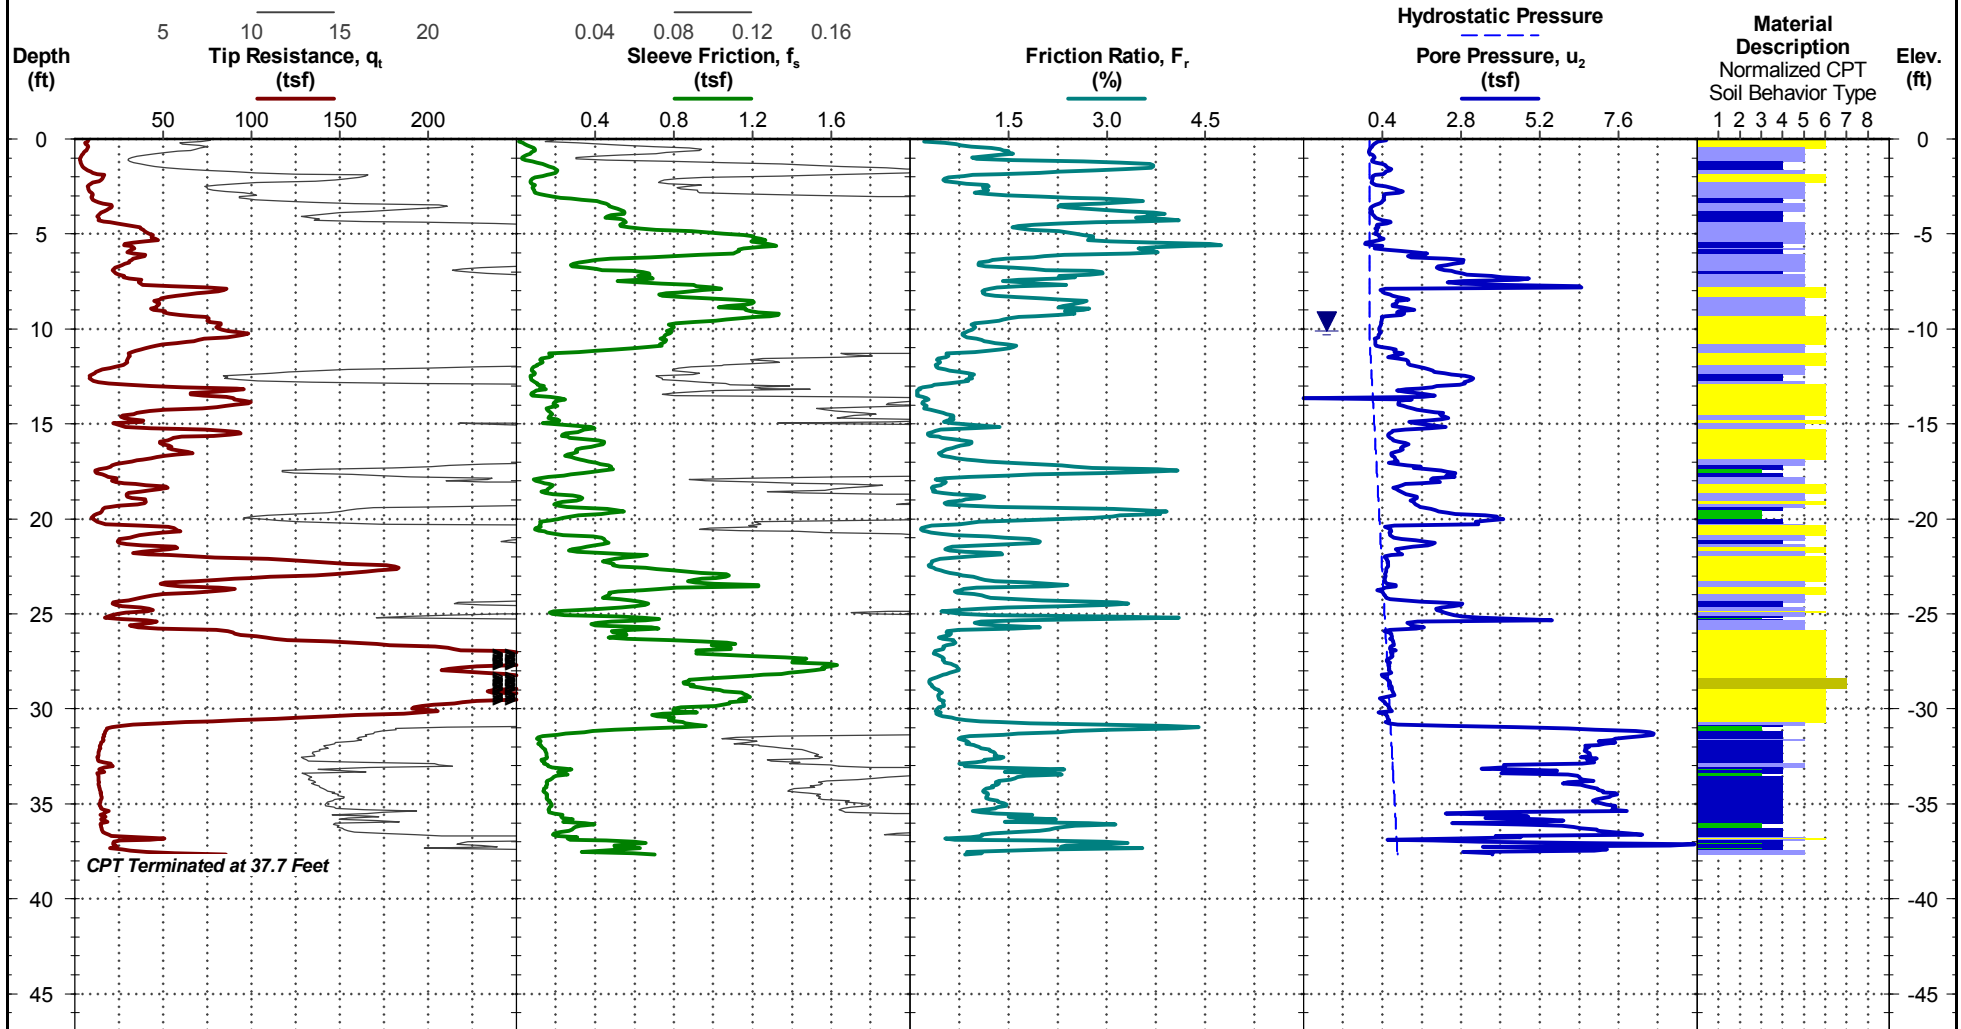 5 10 15 20
0.04 0.08 0.12 0.16
Hydrostatic Pressure
Depth
(ft)
Tip Resistance, qt
(tsf)
Sleeve Friction, fs
(tsf)
Friction Ratio, Fr
(%)
Pore Pressure, u2
(tsf)
Material
Description
Normalized CPT
Soil Behavior Type
Elev.
(ft)
50 100 150 200
0.4 0.8 1.2 1.6
1.5 3.0 4.5
0.4 2.8 5.2 7.6
1 2 3 4 5 6 7 8
0 0
5 -5
10 -10
15 -15
20 -20
25 -25
30 -30
35 -35
CPT Terminated at 37.7 Feet
40 -40
45 -45